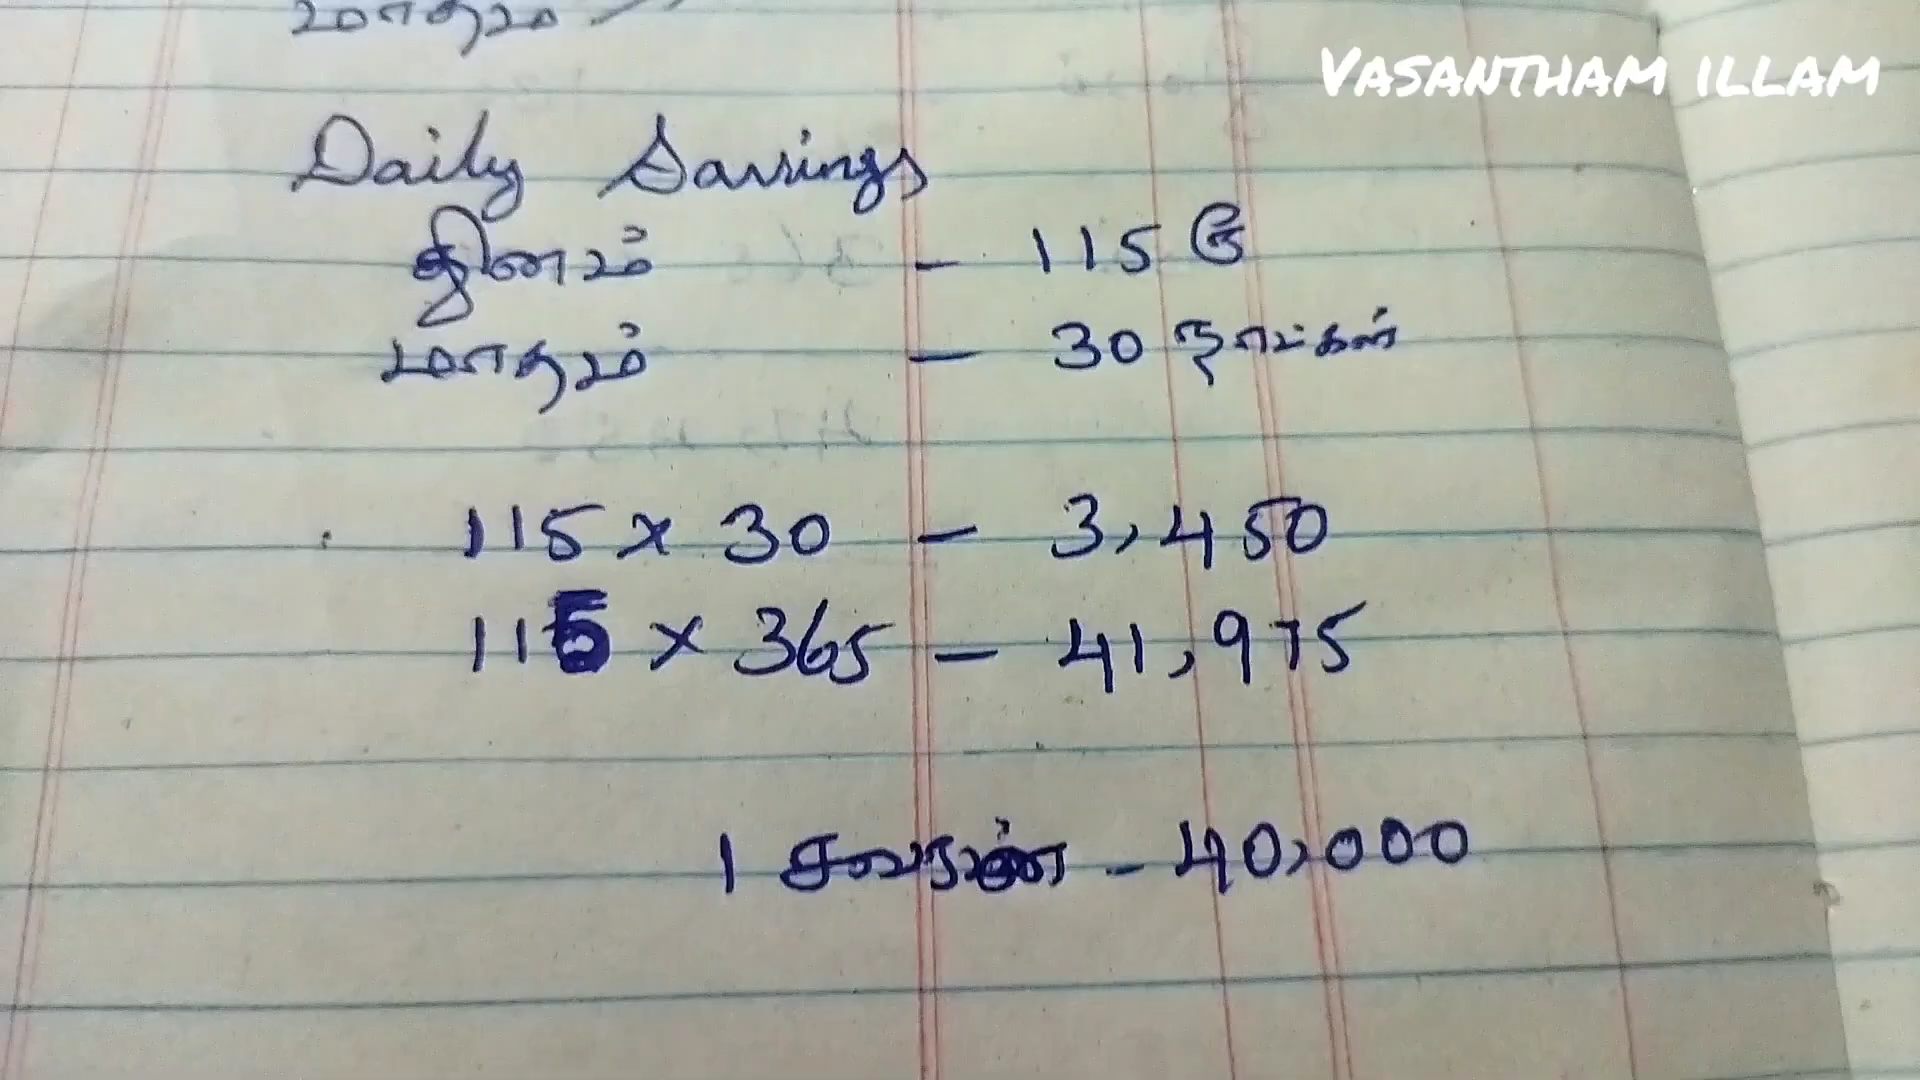 மாதம்
VASANTHAM ILLAM
Daily Savings
தினம் - 115 ரூ
மாதம் - 30 நாட்கள்
115 x 30 - 3,450
115 x 365 - 41,975
1 சவரன் - 40,000